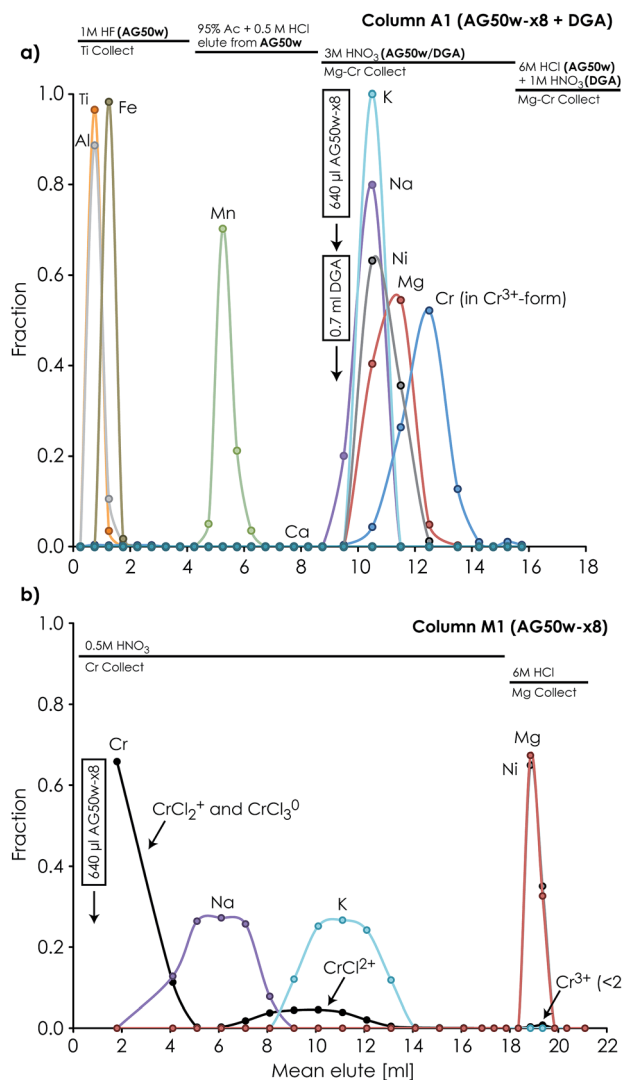 Column A1 (AG50w-x8 + DGA)
a)
1M HF (AG50w)
Ti Collect
95% Ac + 0.5 M HCl
elute from AG50w
3M HNO3 (AG50w/DGA)
Mg-Cr Collect
6M HCl (AG50w)
+ 1M HNO3 (DGA)
Mg-Cr Collect
1.0
0.8
0.6
0.4
0.2
0.0
Fraction
Ti
Al
Fe
Mn
Ca
640 µl AG50w-x8
0.7 ml DGA
K
Na
Ni
Mg
Cr (in Cr3+-form)
0 2 4 6 8 10 12 14 16 18
b)
Column M1 (AG50w-x8)
0.5M HNO3
Cr Collect
6M HCl
Mg Collect
1.0
0.8
0.6
0.4
0.2
0.0
Fraction
640 µl AG50w-x8
Cr
CrCl2+ and CrCl30
Na
K
CrCl2+
Mg
Ni
Cr3+ (<2
0 2 4 6 8 10 12 14 16 18 20 22
Mean elute [ml]